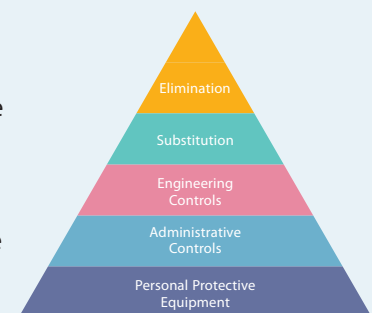 Elimination
e
Substitution
Engineering
Controls
Administrative
e
Controls
Personal Protective
Equipment